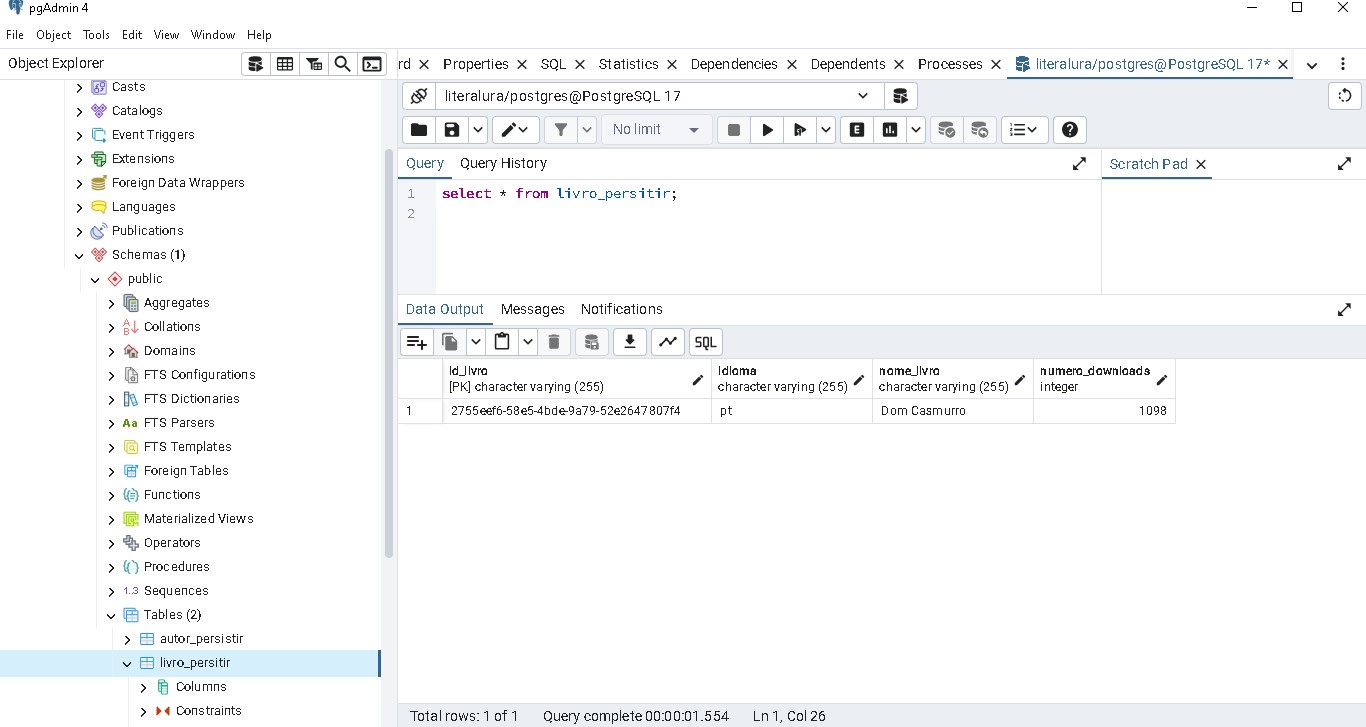 pgAdmin 4
File Object Tools Edit View Window Help
Object Explorer
rd Properties SQL Statistics Dependencies Dependents Processes literalura/postgres@PostgreSQL 17*
Casts
Catalogs
Event Triggers
Extensions
Foreign Data Wrappers
Languages
Publications
Schemas (1)
public
Aggregates
Collations
Domains
FTS Configurations
FTS Dictionaries
Aa FTS Parsers
FTS Templates
Foreign Tables
Functions
Materialized Views
Operators
Procedures
1.3 Sequences
Tables (2)
autor_persistir
livro_persitir
Columns
Constraints
literalura/postgres@PostgreSQL 17
No limit E
Query Query History
Scratch Pad
1 select * from livro_persitir;
2
Data Output Messages Notifications
SQL
id_livro idioma nome_livro numero_downloads
[PK] character varying (255) character varying (255) character varying (255) integer
1 2755eef6-58e5-4bde-9a79-52e2647807f4 pt Dom Casmurro 1098
Total rows: 1 of 1 Query complete 00:00:01.554 Ln 1, Col 26